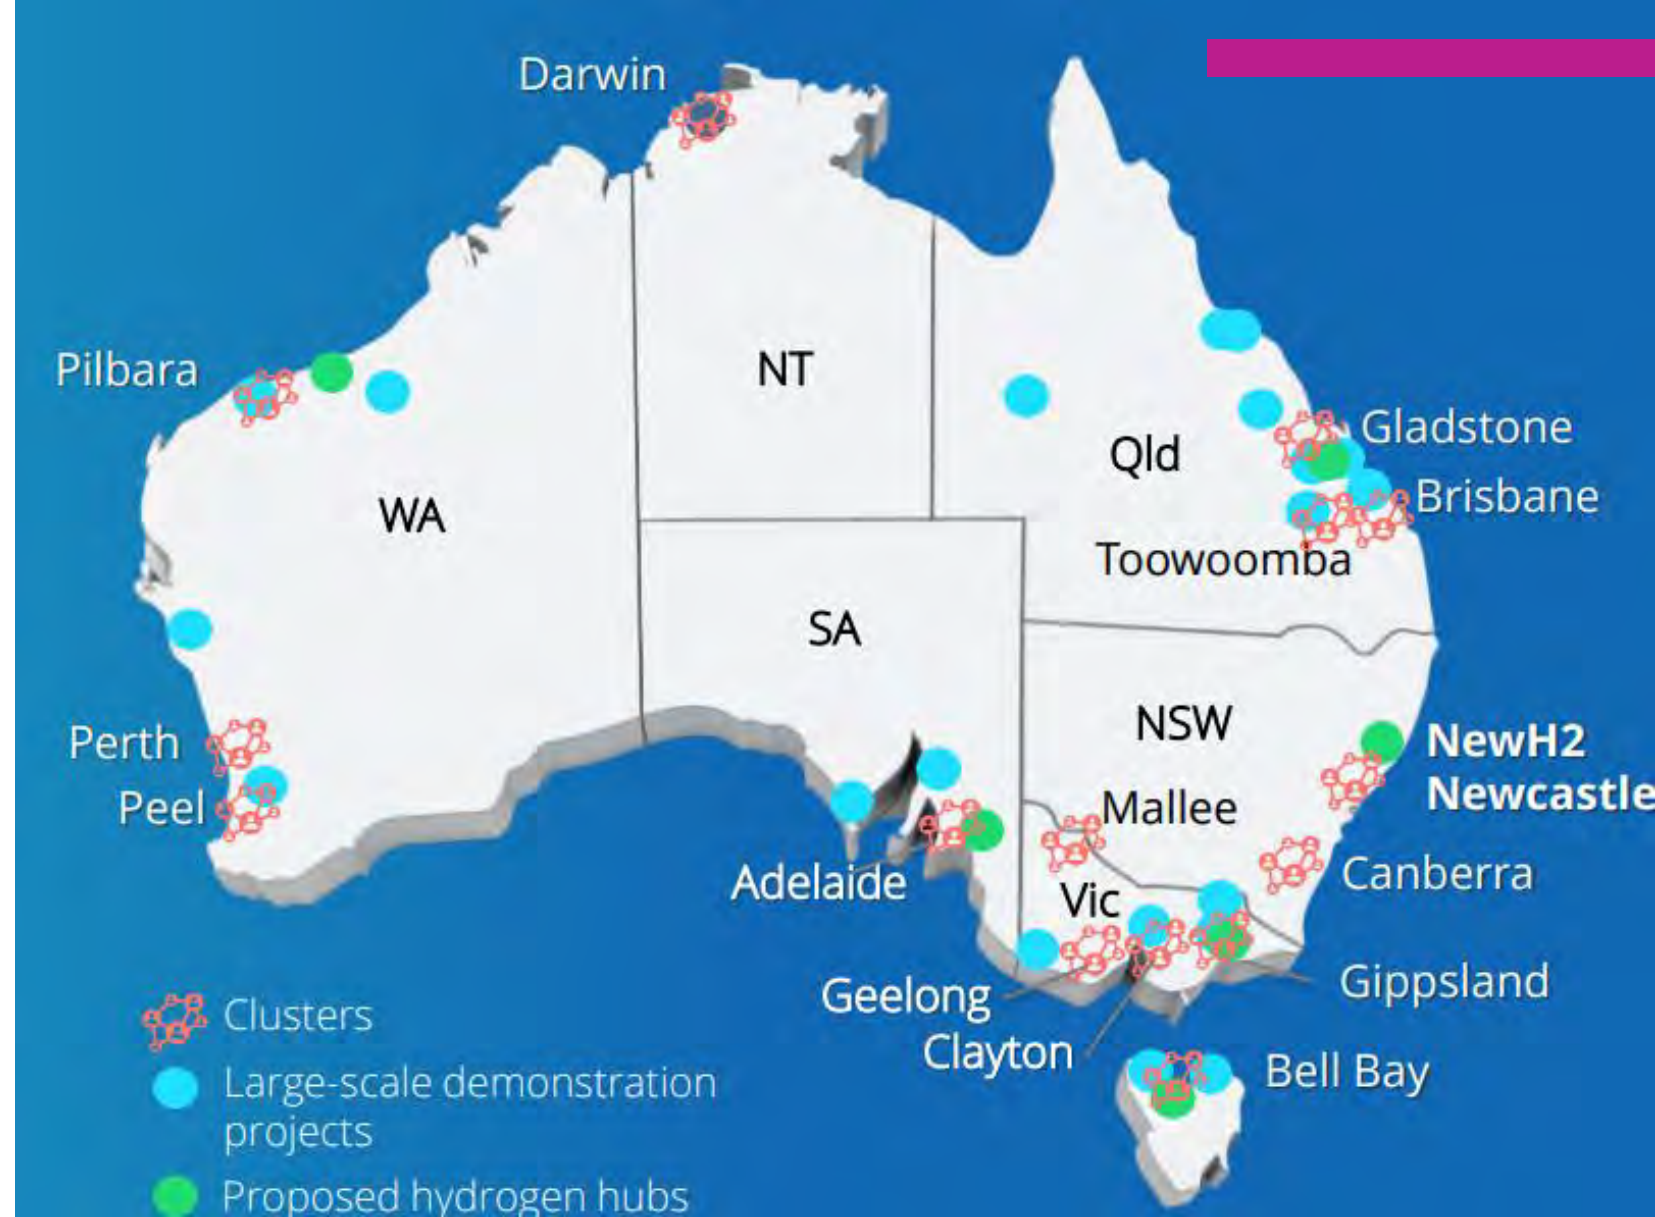 Darwin
Pilbara
NT
Qld
Gladstone
Brisbane
WA
Toowoomba
SA
NSW
NewH2
Newcastle
Perth
Peel
Mallee
Adelaide
Canberra
Vic
Geelong
Gippsland
Clayton
Bell Bay
Clusters
Large-scale demonstration
projects
Proposed hydrogen hubs